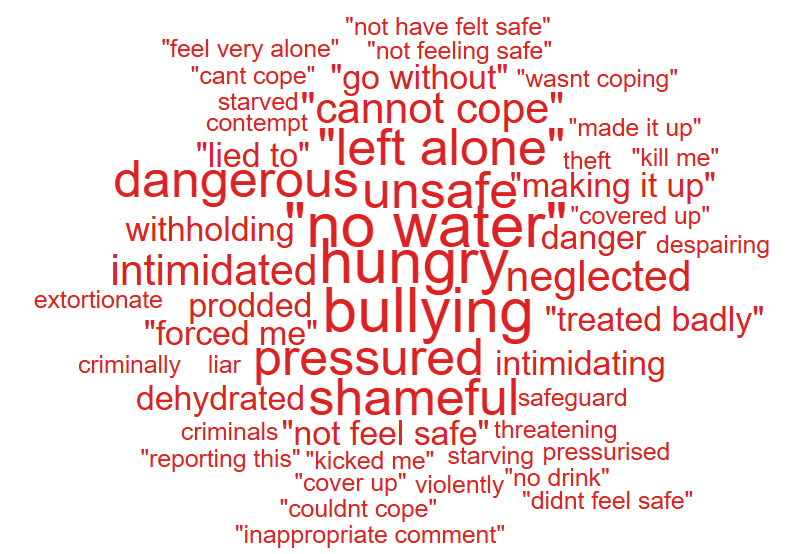 "not have felt safe"
"feel very alone" "not feeling safe"
"cant cope" "go without" "wasnt coping"
starved "cannot cope"
contempt "made it up"
"lied to" "left alone" theft "kill me"
dangerous unsafe "making it up"
withholding "no water" "covered up"
danger despairing
intimidated hungry neglected
extortionate prodded bullying "treated badly"
"forced me"
criminally liar pressured intimidating
dehydrated shameful safeguard
criminals "not feel safe" threatening
"reporting this" "kicked me" starving pressurised
"cover up" violently "no drink"
"couldnt cope" "didnt feel safe"
"inappropriate comment"